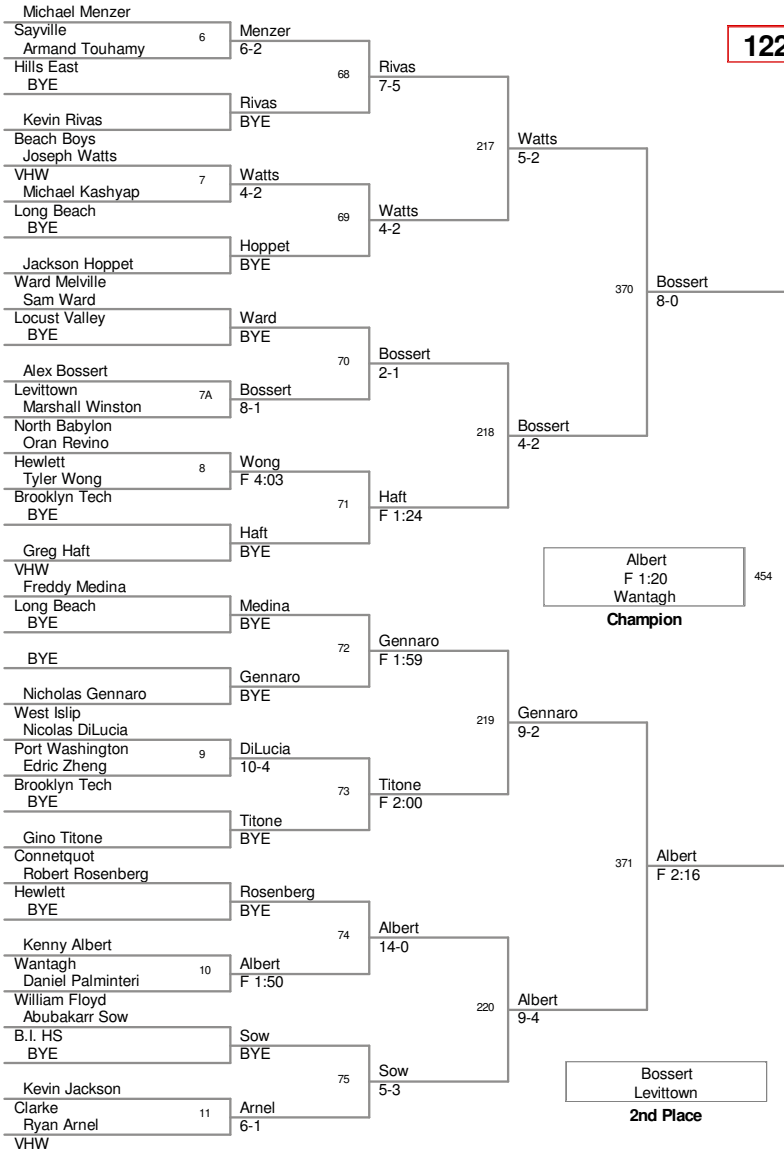 Michael Menzer
Sayville
6
Menzer
Armand Touhamy
6-2
122
Hills East
68
Rivas
BYE
7-5
Rivas
Kevin Rivas
BYE
Beach Boys
217
Watts
Joseph Watts
5-2
VHW
7
Watts
Michael Kashyap
4-2
Long Beach
69
Watts
BYE
4-2
Hoppet
Jackson Hoppet
BYE
Ward Melville
370
Bossert
Sam Ward
8-0
Locust Valley
Ward
BYE
BYE
70
Bossert
Alex Bossert
2-1
Levittown
7A
Bossert
Marshall Winston
8-1
North Babylon
218
Bossert
Oran Revino
4-2
Hewlett
8
Wong
Tyler Wong
F 4:03
Brooklyn Tech
71
Haft
BYE
F 1:24
Haft
Greg Haft
BYE
Albert
F 1:20
454
Wantagh
Champion
VHW
Freddy Medina
Long Beach
Medina
BYE
BYE
72
Gennaro
BYE
F 1:59
Gennaro
Nicholas Gennaro
BYE
West Islip
219
Gennaro
Nicolas DiLucia
9-2
Port Washington
9
DiLucia
Edric Zheng
10-4
Brooklyn Tech
73
Titone
BYE
F 2:00
Titone
Gino Titone
BYE
Connetquot
371
Albert
Robert Rosenberg
F 2:16
Hewlett
Rosenberg
BYE
BYE
74
Albert
Kenny Albert
14-0
Wantagh
10
Albert
Daniel Palminteri
F 1:50
William Floyd
220
Albert
Abubakarr Sow
9-4
B.I. HS
Sow
BYE
BYE
75
Sow
Kevin Jackson
5-3
Clarke
11
Arnel
Ryan Arnel
6-1
VHW
Bossert
Levittown
2nd Place